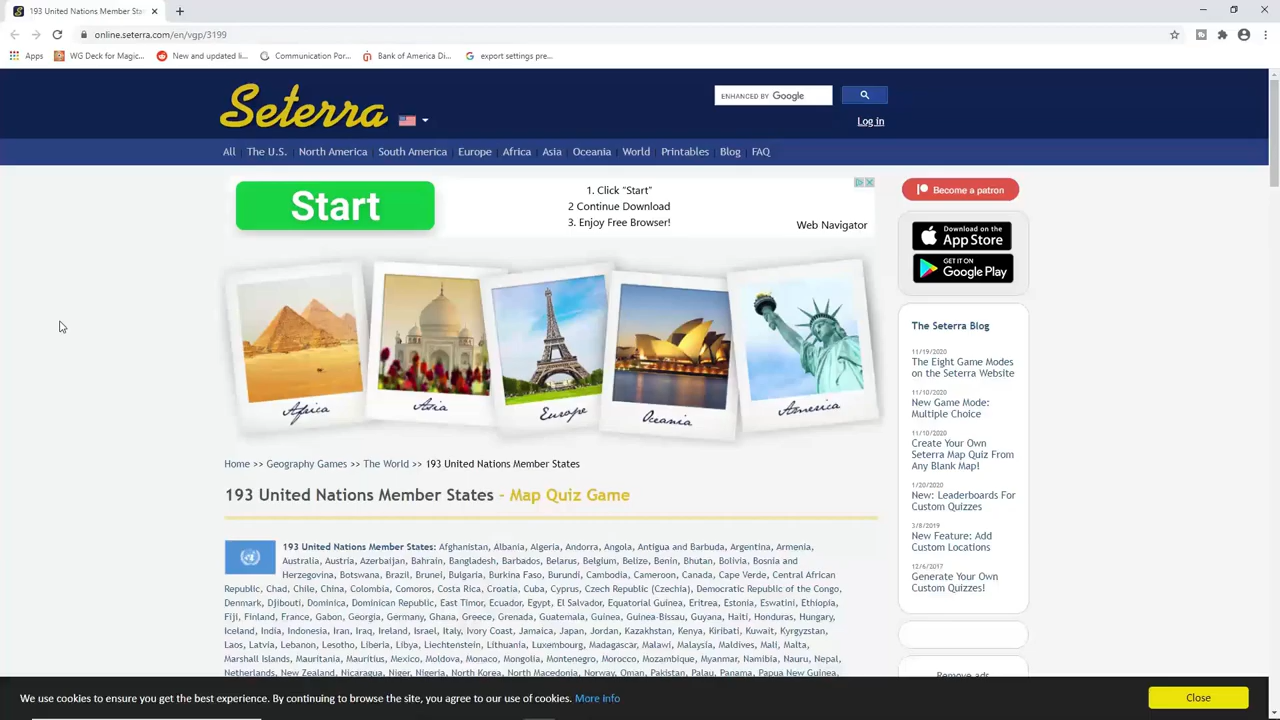 193 United Nations Member Sta
online.seterra.com/en/vgp/3199
Apps
WG Deck for Magic...
New and updated li...
Communication Por...
Bank of America Di...
export settings pre...
Seterra
ENHANCED BY Google
Log in
All The U.S. North America South America Europe Africa Asia Oceania World Printables Blog FAQ
Start
1. Click "Start"
2 Continue Download
3. Enjoy Free Browser!
Web Navigator
Become a patron
Download on the
App Store
GET IT ON
Google Play
Africa
Asia
Europe
Oceania
America
The Seterra Blog
11/19/2020
The Eight Game Modes
on the Seterra Website
11/10/2020
New Game Mode:
Multiple Choice
11/10/2020
Create Your Own
Seterra Map Quiz From
Any Blank Map!
1/20/2020
New: Leaderboards For
Custom Quizzes
3/8/2019
New Feature: Add
Custom Locations
12/6/2017
Generate Your Own
Custom Quizzes!
Remove ads
Home >> Geography Games >> The World >> 193 United Nations Member States
193 United Nations Member States - Map Quiz Game
193 United Nations Member States: Afghanistan, Albania, Algeria, Andorra, Angola, Antigua and Barbuda, Argentina, Armenia,
Australia, Austria, Azerbaijan, Bahrain, Bangladesh, Barbados, Belarus, Belgium, Belize, Benin, Bhutan, Bolivia, Bosnia and
Herzegovina, Botswana, Brazil, Brunei, Bulgaria, Burkina Faso, Burundi, Cambodia, Cameroon, Canada, Cape Verde, Central African
Republic, Chad, Chile, China, Colombia, Comoros, Costa Rica, Croatia, Cuba, Cyprus, Czech Republic (Czechia), Democratic Republic of the Congo,
Denmark, Djibouti, Dominica, Dominican Republic, East Timor, Ecuador, Egypt, El Salvador, Equatorial Guinea, Eritrea, Estonia, Eswatini, Ethiopia,
Fiji, Finland, France, Gabon, Georgia, Germany, Ghana, Greece, Grenada, Guatemala, Guinea, Guinea-Bissau, Guyana, Haiti, Honduras, Hungary,
Iceland, India, Indonesia, Iran, Iraq, Ireland, Israel, Italy, Ivory Coast, Jamaica, Japan, Jordan, Kazakhstan, Kenya, Kiribati, Kuwait, Kyrgyzstan,
Laos, Latvia, Lebanon, Lesotho, Liberia, Libya, Liechtenstein, Lithuania, Luxembourg, Madagascar, Malawi, Malaysia, Maldives, Mali, Malta,
Marshall Islands, Mauritania, Mauritius, Mexico, Moldova, Monaco, Mongolia, Montenegro, Morocco, Mozambique, Myanmar, Namibia, Nauru, Nepal,
Netherlands, New Zealand, Nicaragua, Niger, Nigeria, North Korea, North Macedonia, Norway, Oman, Pakistan, Palau, Panama, Papua New Guinea,
We use cookies to ensure you get the best experience. By continuing to browse the site, you agree to our use of cookies. More info
Close